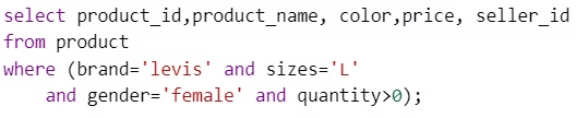 select product_id,product_name, color,price, seller_id
from product
where (brand='levis' and sizes='L'
and gender='female' and quantity>0);